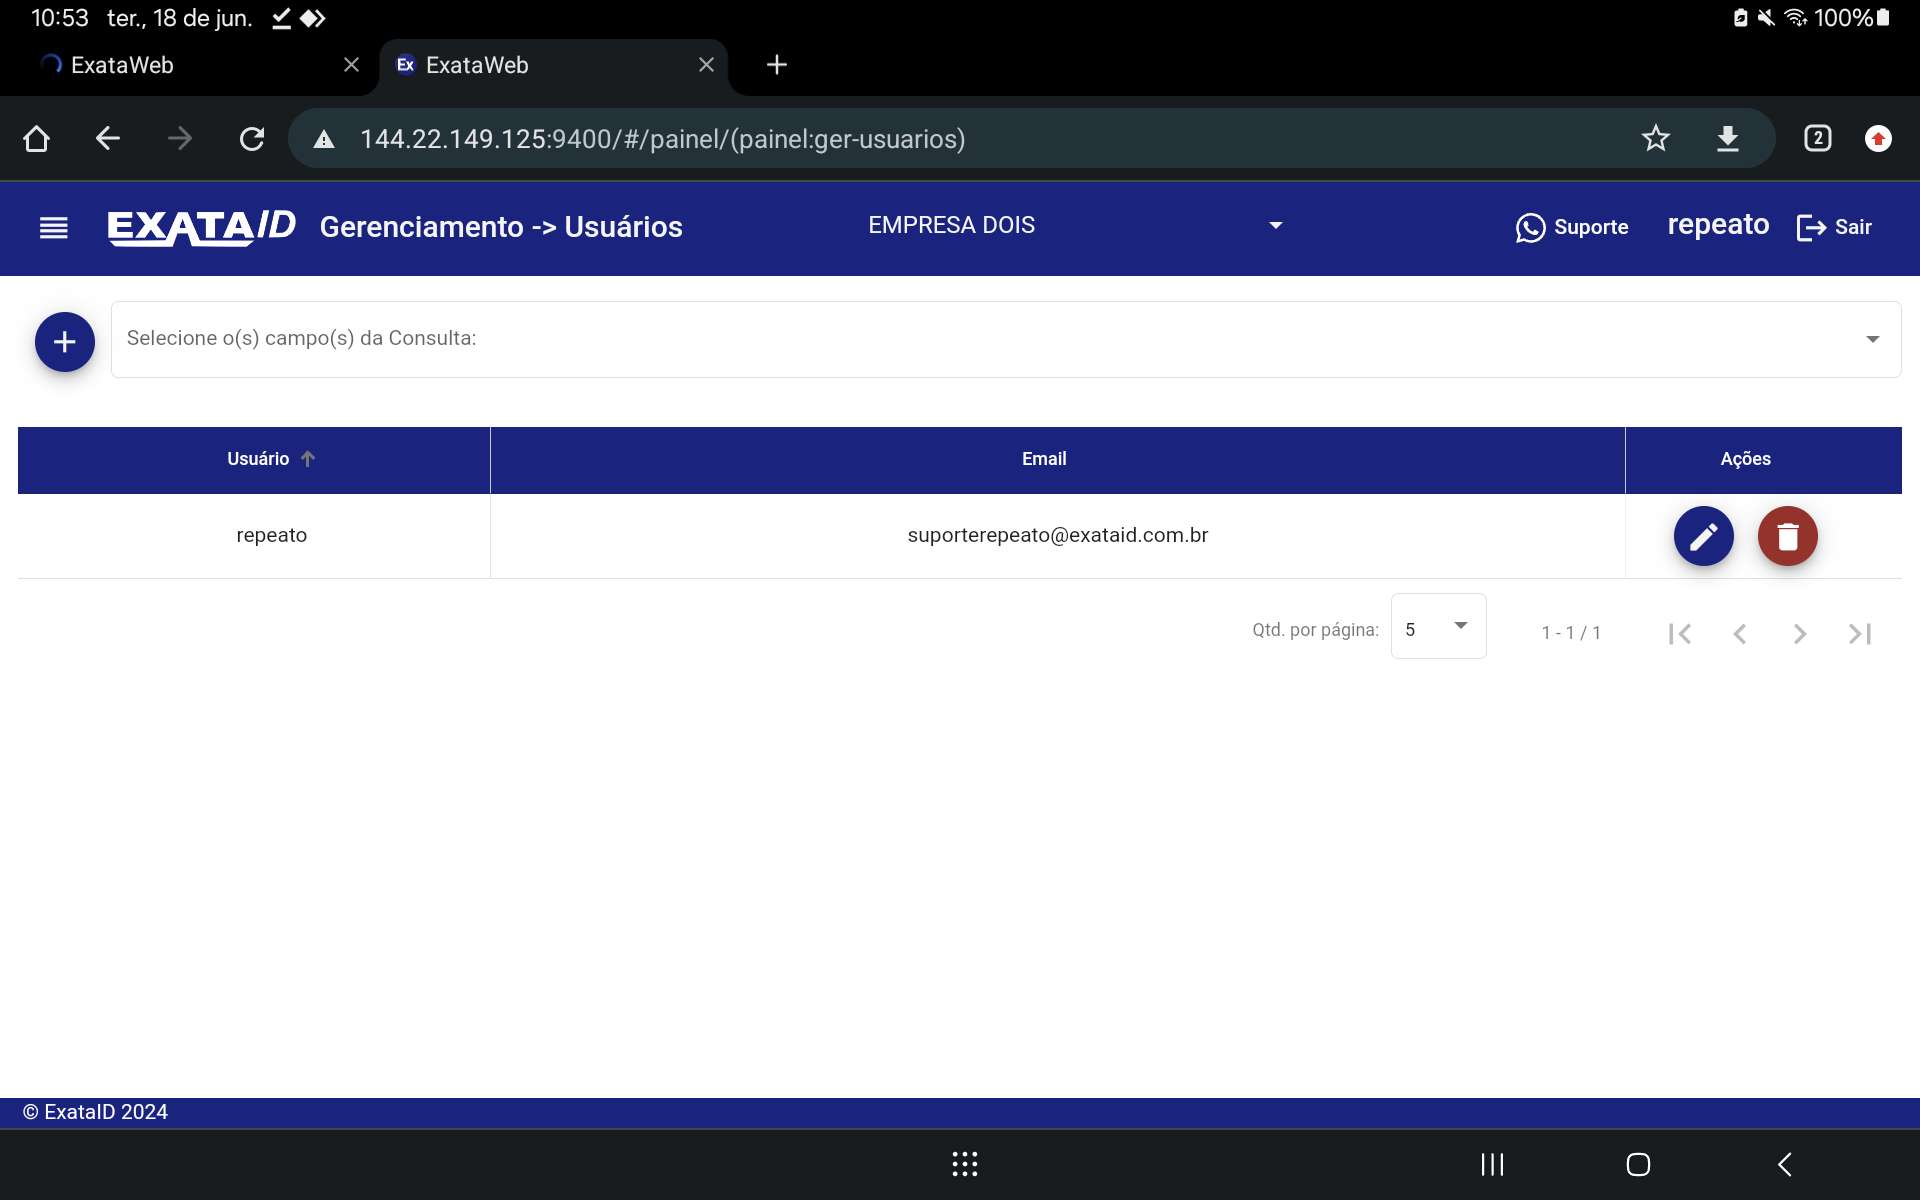 10:53 ter., 18 de jun. 100%
ExataWeb
Ex ExataWeb
144.22.149.125:9400/#/painel/(painel:ger-usuarios) 2
EXATAID Gerenciamento -> Usuários EMPRESA DOIS Suporte repeato Sair
Selecione o(s) campo(s) da Consulta:
Usuário Email Ações
repeato suporterepeato@exataid.com.br
Qtd. por página: 5 1 - 1 / 1
© ExataID 2024